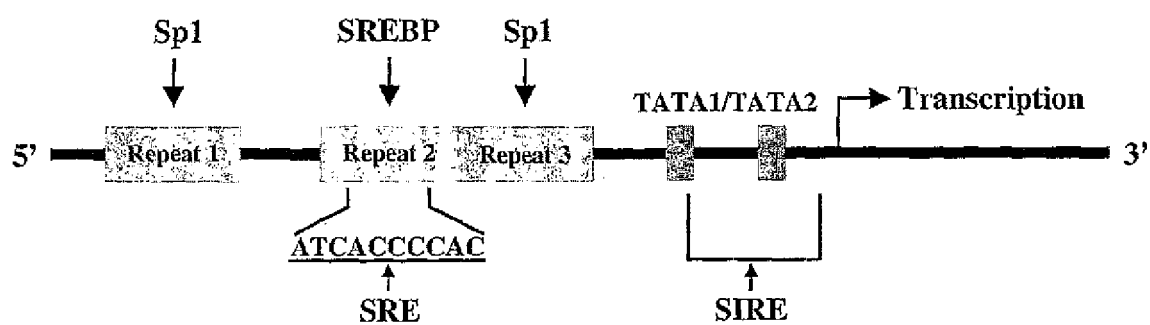 Sp1 SREBP Sp1
TATA1/TATA2 Transcription
5' Repeat 1 Repeat 2 Repeat 3 3'
ATCACCCCAC
SRE SIRE